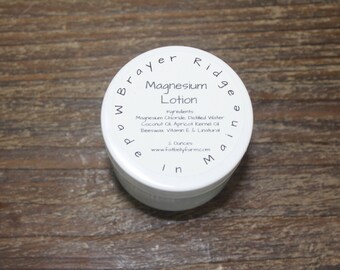 Brayer Ridge
Magnesium
Lotion
Ingredients:
Magnesium Chloride, Distilled Water
Coconut Oil, Apricot Kernel Oil
Beeswax, Vitamin E,
2 Ounces
Made in Maine